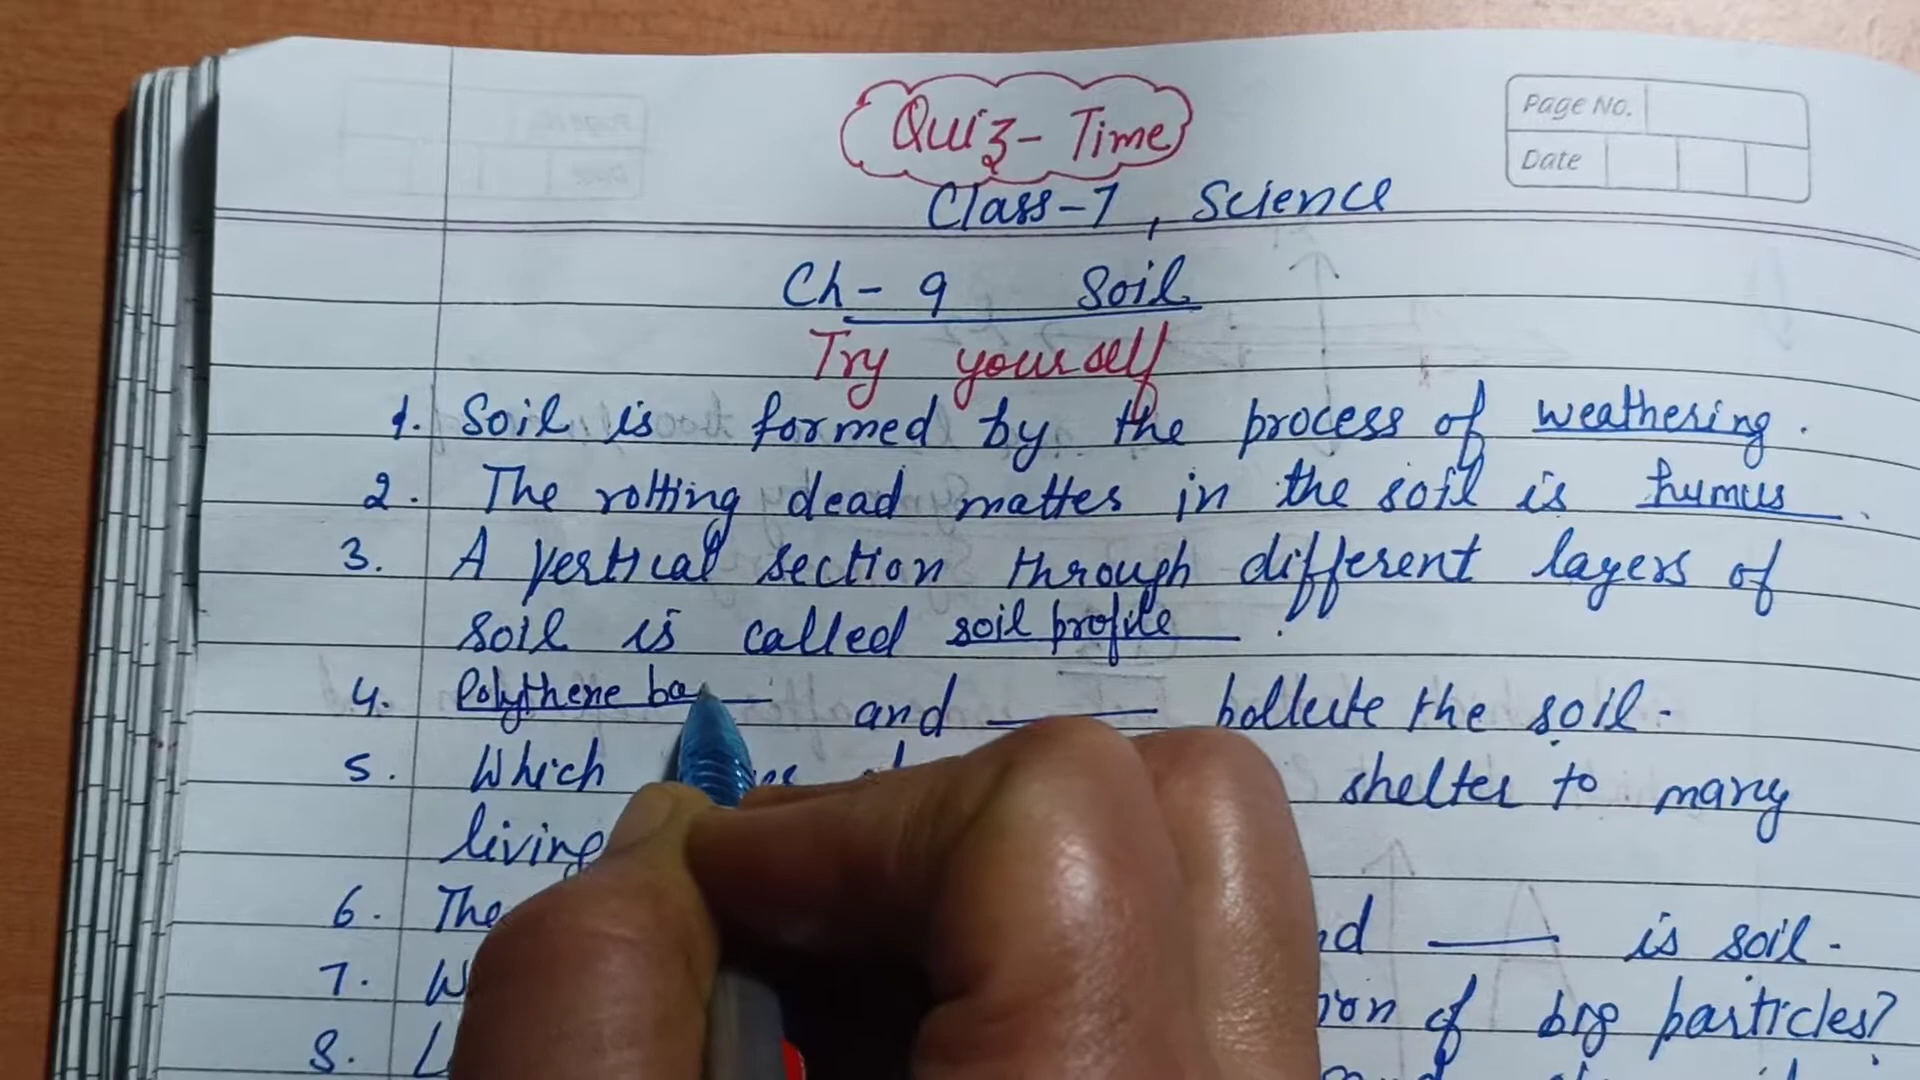 Quiz - Time
Page No.
Date
Class-7, Science
Ch- 9 Soil
Try yourself
1. Soil is formed by the process of weathering.
2. The rotting dead matter in the soil is humus.
3. A vertical section through different layers of
soil is called soil profile.
4. Polythene ba and ____ pollute the soil.
5. Which shelter to many
living
6. The ____ is soil.
7. of big particles?
8.